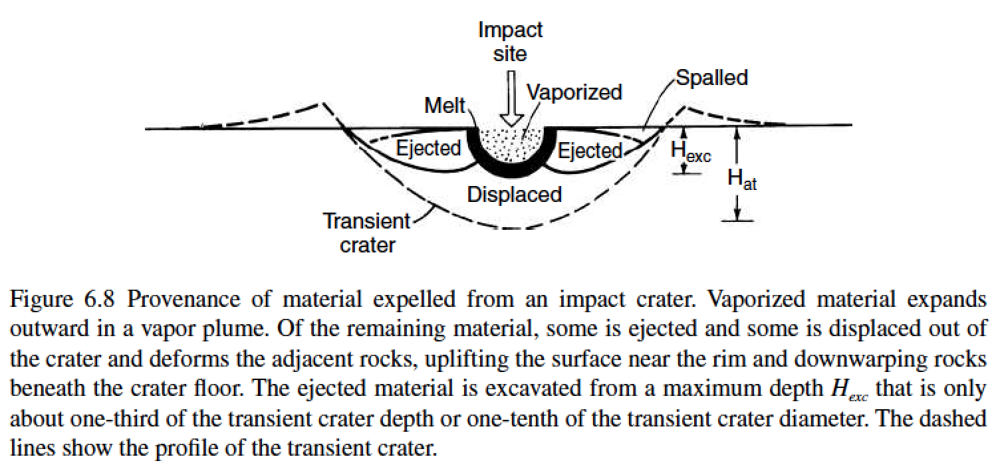 Impact
site
Spalled
Vaporized
Melt
Ejected
Ejected
Hexc
Hat
Displaced
Transient
crater
Figure 6.8 Provenance of material expelled from an impact crater. Vaporized material expands
outward in a vapor plume. Of the remaining material, some is ejected and some is displaced out of
the crater and deforms the adjacent rocks, uplifting the surface near the rim and downwarping rocks
beneath the crater floor. The ejected material is excavated from a maximum depth Hexc that is only
about one-third of the transient crater depth or one-tenth of the transient crater diameter. The dashed
lines show the profile of the transient crater.